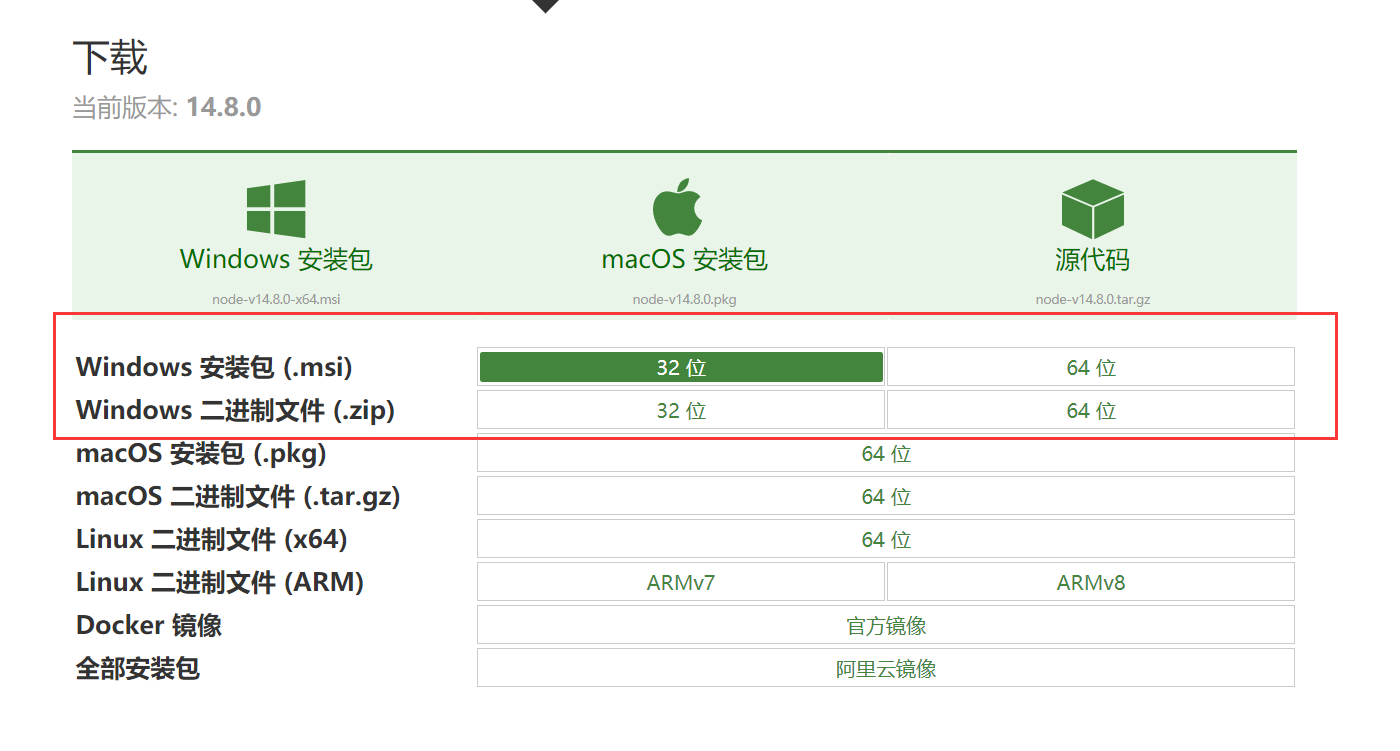 下载
当前版本: 14.8.0
Windows 安装包 macOS 安装包 源代码
node-v14.8.0-x64.msi node-v14.8.0.pkg node-v14.8.0.tar.gz
Windows 安装包 (.msi) 32 位 64 位
Windows 二进制文件 (.zip) 32 位 64 位
macOS 安装包 (.pkg) 64 位
macOS 二进制文件 (.tar.gz) 64 位
Linux 二进制文件 (x64) 64 位
Linux 二进制文件 (ARM) ARMv7 ARMv8
Docker 镜像 官方镜像
全部安装包 阿里云镜像